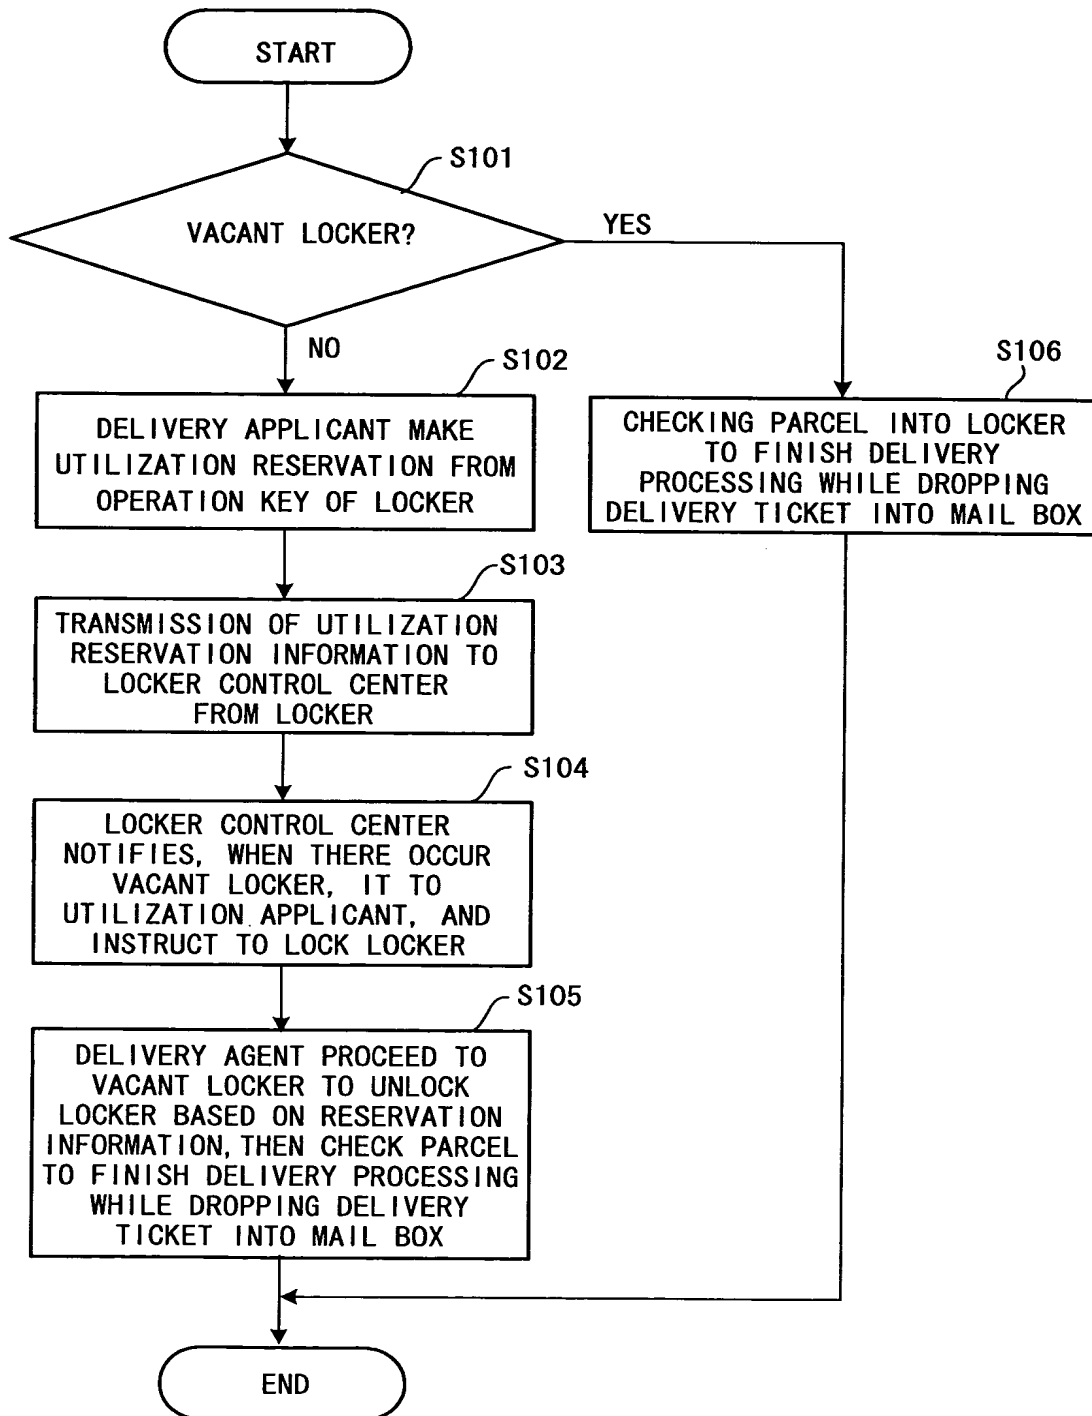 START
S101
VACANT LOCKER?
YES
NO
S102
DELIVERY APPLICANT MAKE
UTILIZATION RESERVATION FROM
OPERATION KEY OF LOCKER
S106
CHECKING PARCEL INTO LOCKER
TO FINISH DELIVERY
PROCESSING WHILE DROPPING
DELIVERY TICKET INTO MAIL BOX
S103
TRANSMISSION OF UTILIZATION
RESERVATION INFORMATION TO
LOCKER CONTROL CENTER
FROM LOCKER
S104
LOCKER CONTROL CENTER
NOTIFIES, WHEN THERE OCCUR
VACANT LOCKER, IT TO
UTILIZATION APPLICANT, AND
INSTRUCT TO LOCK LOCKER
S105
DELIVERY AGENT PROCEED TO
VACANT LOCKER TO UNLOCK
LOCKER BASED ON RESERVATION
INFORMATION, THEN CHECK PARCEL
TO FINISH DELIVERY PROCESSING
WHILE DROPPING DELIVERY
TICKET INTO MAIL BOX
END